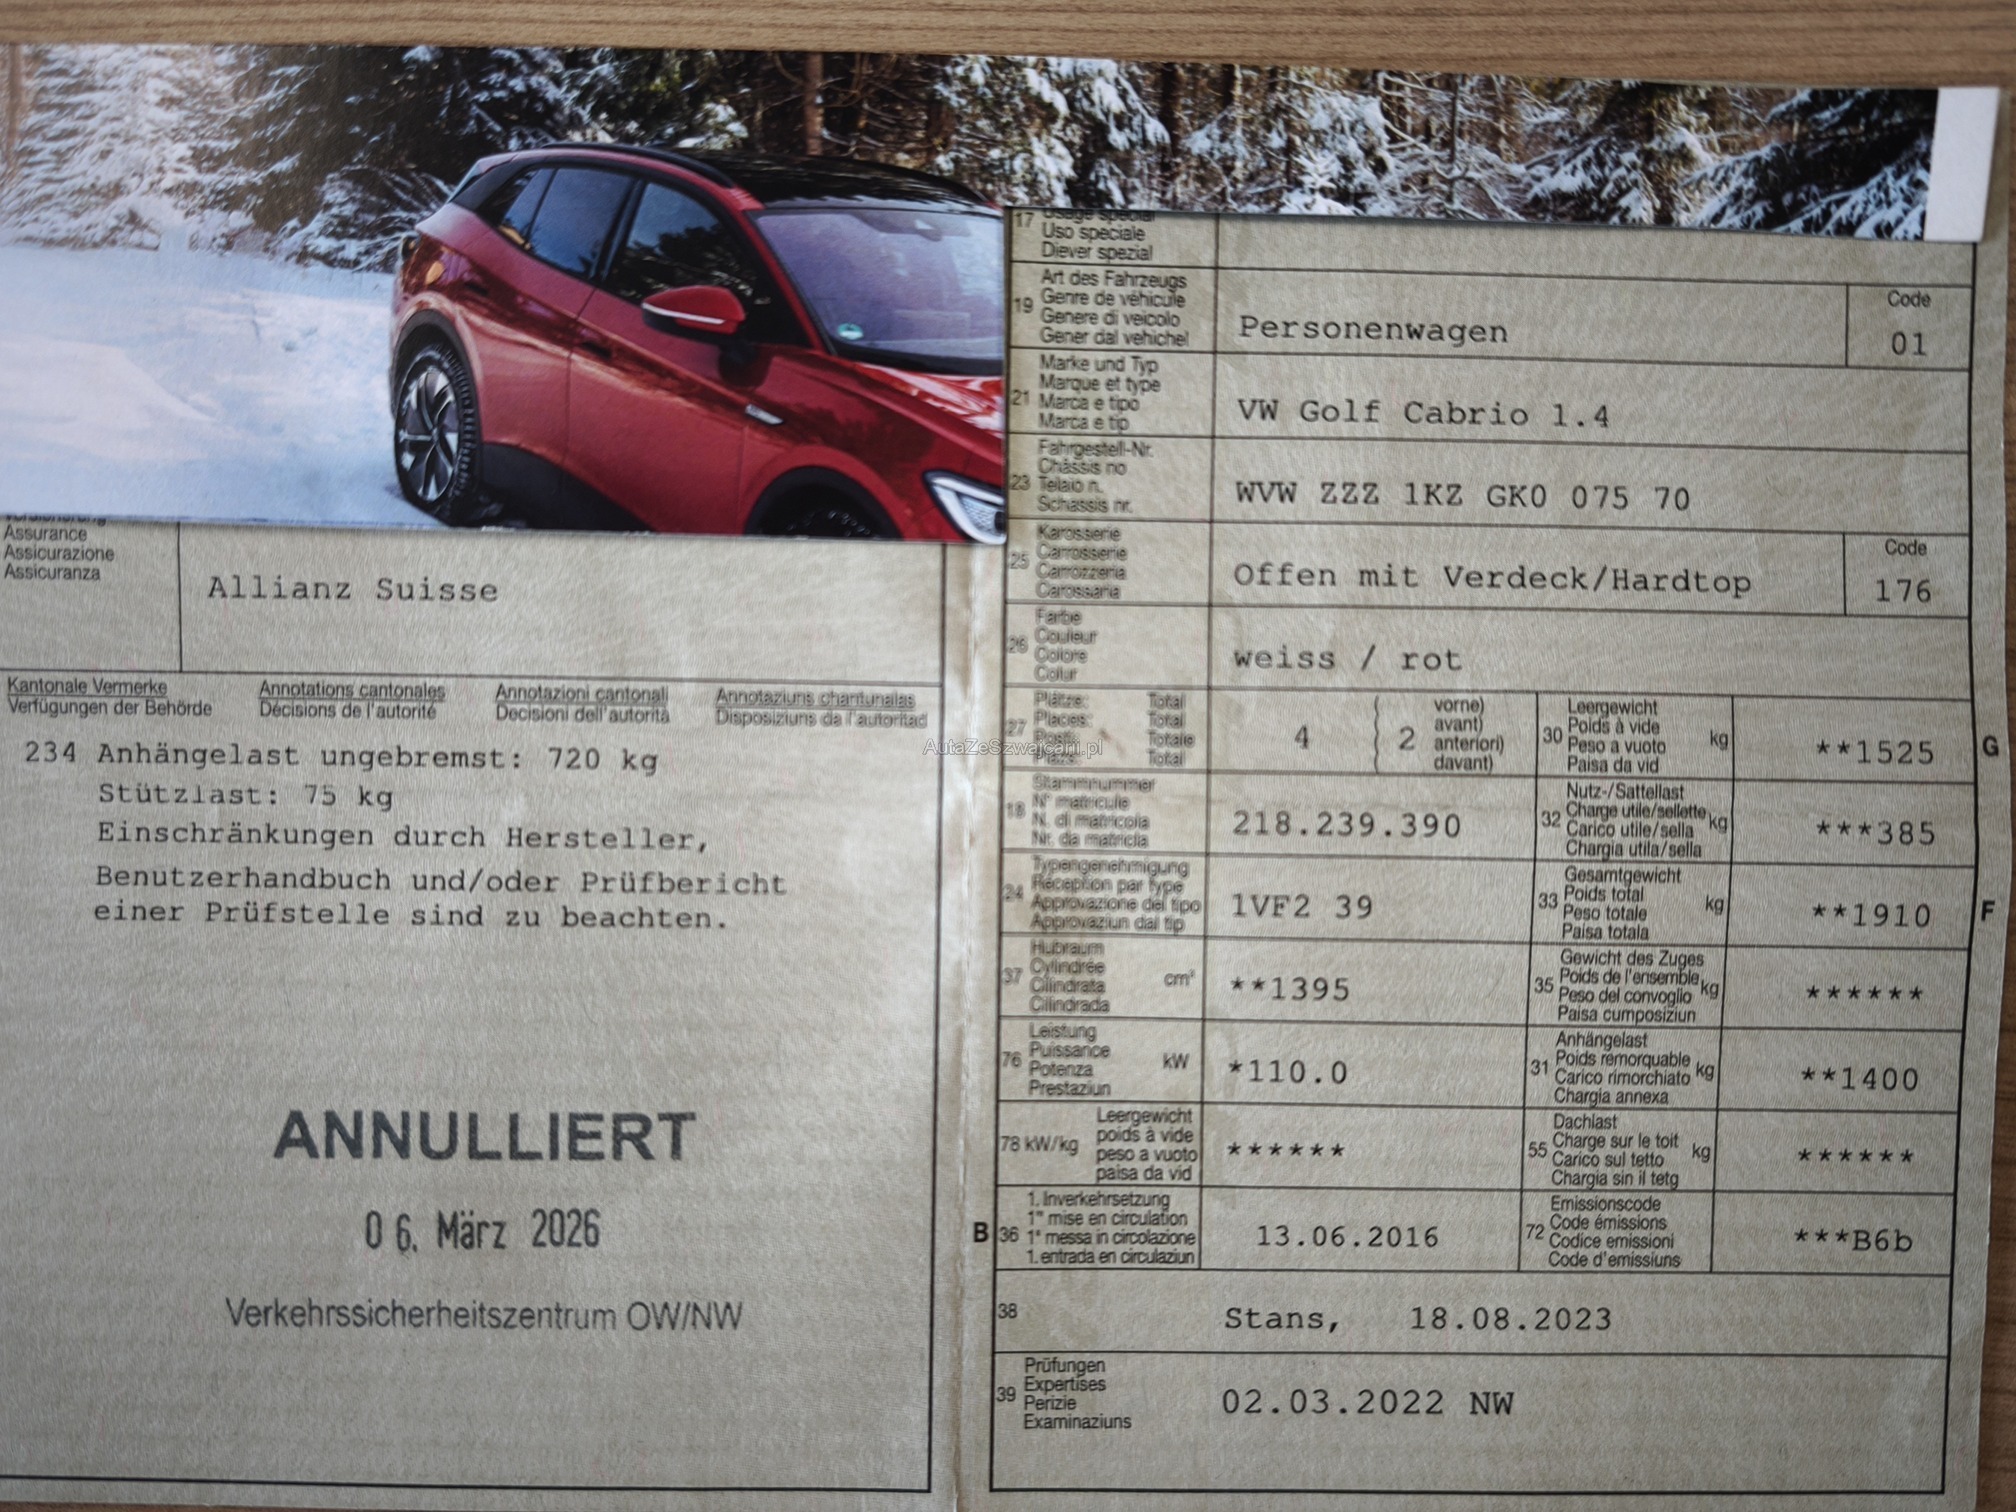 Assurance
Assicurazione
Assicuranza
Allianz Suisse
Kantonale Vermerke
Verfügungen der Behörde
Annotations cantonales
Décisions de l'autorité
Annotazioni cantonali
Decisioni dell'autorità
Annotaziuns chantunalas
Disposiziuns da l'autoritad
234 Anhängelast ungebremst: 720 kg
Stützlast: 75 kg
Einschränkungen durch Hersteller,
Benutzerhandbuch und/oder Prüfbericht
einer Prüfstelle sind zu beachten.
ANNULLIERT
06. März 2026
Verkehrssicherheitszentrum OW/NW
AutaZeSzwajcarii.pl
17 Usage spécial
Uso speciale
Diever spezial
19 Art des Fahrzeugs
Genre de véhicule
Genere di veicolo
Gener dal vehichel
Personenwagen
Code
01
21 Marke und Typ
Marque et type
Marca e tipo
Marca e tip
VW Golf Cabrio 1.4
23 Fahrgestell-Nr.
Châssis no
Telaio n.
Schassis nr.
WVW ZZZ 1KZ GK0 075 70
25 Karosserie
Carrosserie
Carrozzeria
Carossaria
Offen mit Verdeck/Hardtop
Code
176
26 Farbe
Couleur
Colore
Colur
weiss / rot
27 Plätze: Total
Places: Total
Posti: Totale
Plazs: Total
4 ( 2 vorne)
avant)
anteriori)
davant)
30 Leergewicht
Poids à vide
Peso a vuoto
Paisa da vid
kg
**1525
G
18 Stammnummer
N° matricule
N. di matricola
Nr. da matricla
218.239.390
32 Nutz-/Sattellast
Charge utile/sellette
Carico utile/sella
Chargia utila/sella
kg
***385
24 Typengenehmigung
Réception par type
Approvazione del tipo
Approvaziun dal tip
1VF2 39
33 Gesamtgewicht
Poids total
Peso totale
Paisa totala
kg
**1910
F
37 Hubraum
Cylindrée
Cilindrata
Cilindrada
cm³
**1395
35 Gewicht des Zuges
Poids de l'ensemble
Peso del convoglio
Paisa cumposiziun
kg
******
76 Leistung
Puissance
Potenza
Prestaziun
kW
*110.0
31 Anhängelast
Poids remorquable
Carico rimorchiato
Chargia annexa
kg
**1400
78 kW/kg
Leergewicht
poids à vide
peso a vuoto
paisa da vid
******
55 Dachlast
Charge sur le toit
Carico sul tetto
Chargia sin il tetg
kg
******
B 36 1. Inverkehrsetzung
1re mise en circulation
1a messa in circolazione
1. entrada en circulaziun
13.06.2016
72 Emissionscode
Code émissions
Codice emissioni
Code d'emissiuns
***B6b
38
Stans, 18.08.2023
39 Prüfungen
Expertises
Perizie
Examinaziuns
02.03.2022 NW